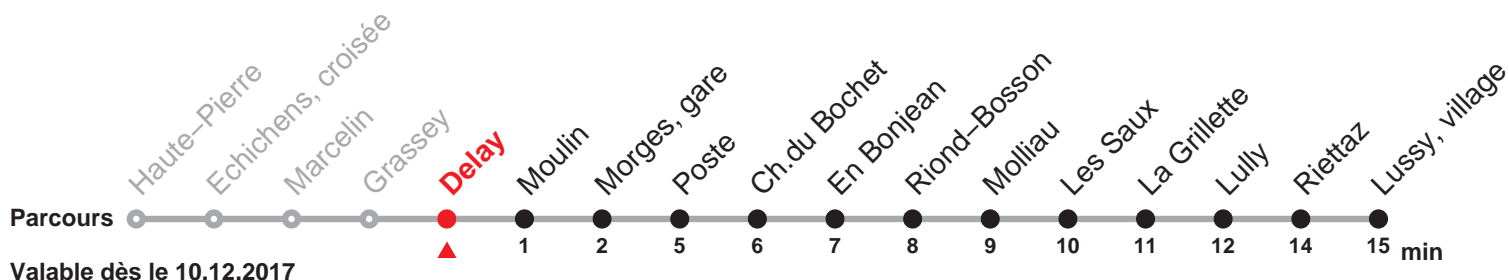 Haute–Pierre
Echichens, croisée
Marcelin
Grassey
Delay
Moulin
Morges, gare
Poste
Ch.du Bochet
En Bonjean
Riond–Bosson
Molliau
Les Saux
La Grillette
Lully
Riettaz
Lussy, village
Parcours
1 2 5 6 7 8 9 10 11 12 14 15 min
Valable dès le 10.12.2017